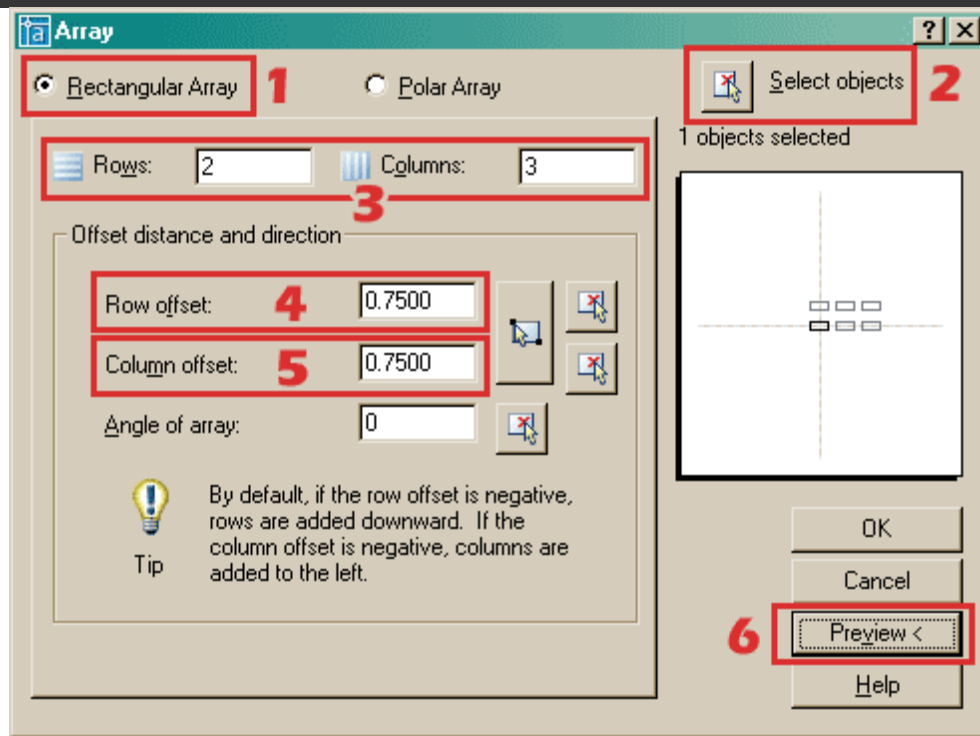 Array
Rectangular Array 1 Polar Array Select objects 2
1 objects selected
Rows: 2 Columns: 3
3
Offset distance and direction
Row offset: 4 0.7500
Column offset: 5 0.7500
Angle of array: 0
By default, if the row offset is negative,
rows are added downward. If the
column offset is negative, columns are
added to the left.
Tip
OK
Cancel
6 Preview <
Help